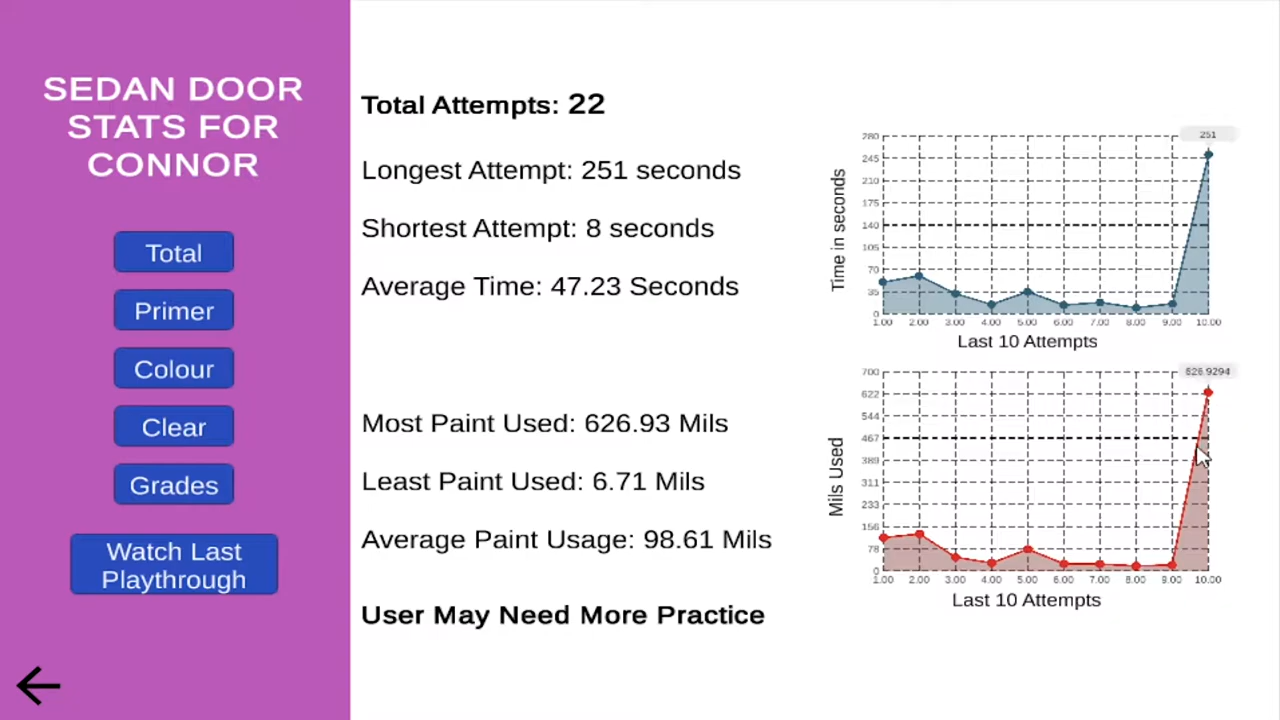 SEDAN DOOR
STATS FOR
CONNOR
Total
Primer
Colour
Clear
Grades
Watch Last
Playthrough
Total Attempts: 22
Longest Attempt: 251 seconds
Shortest Attempt: 8 seconds
Average Time: 47.23 Seconds
Most Paint Used: 626.93 Mils
Least Paint Used: 6.71 Mils
Average Paint Usage: 98.61 Mils
User May Need More Practice
251
Time in seconds
280
245
210
175
140
105
70
35
0
1.00 2.00 3.00 4.00 5.00 6.00 7.00 8.00 9.00 10.00
Last 10 Attempts
626.9294
Mils Used
700
622
544
467
389
311
233
156
78
0
1.00 2.00 3.00 4.00 5.00 6.00 7.00 8.00 9.00 10.00
Last 10 Attempts